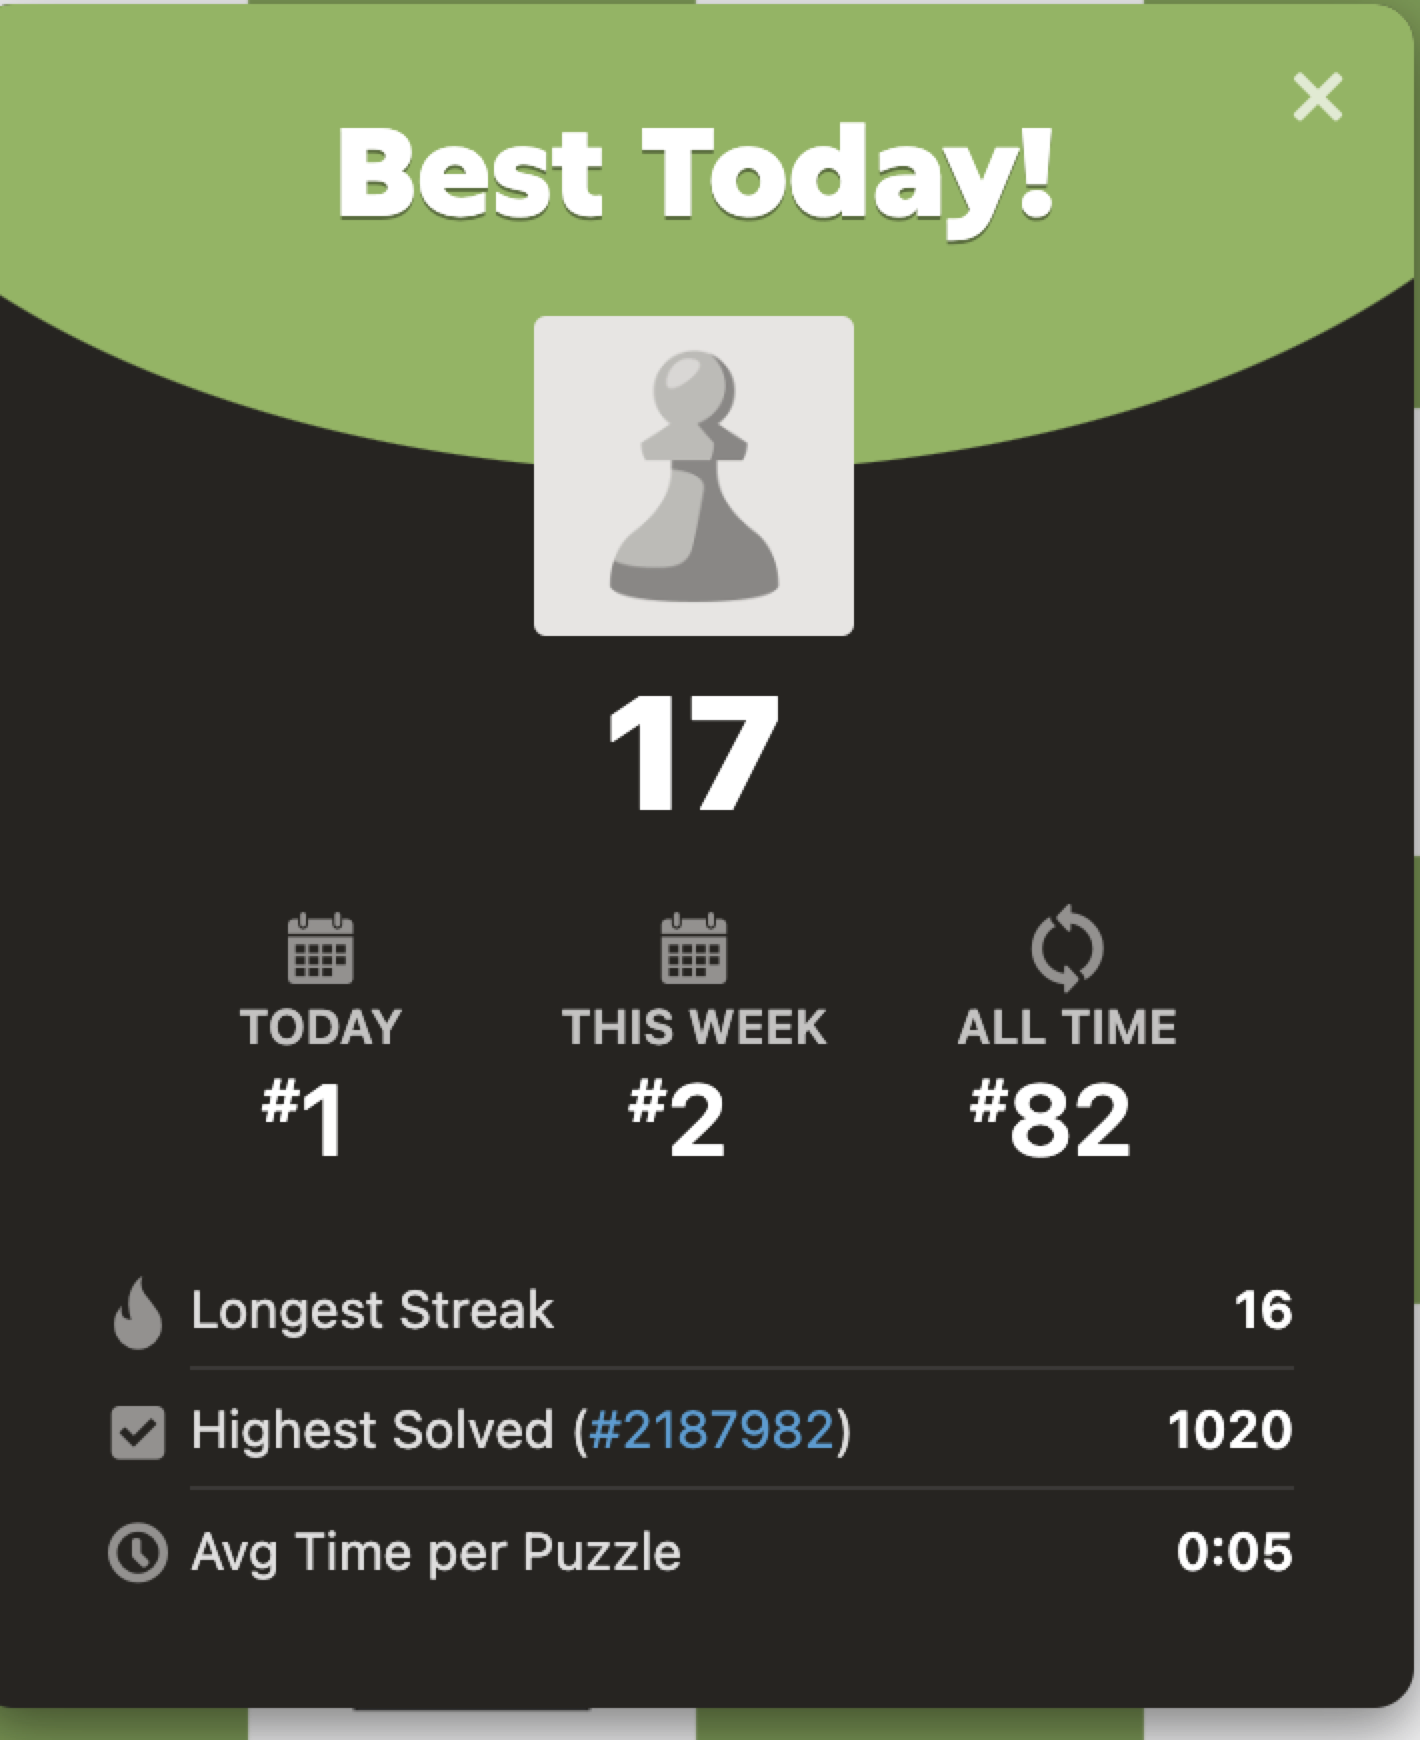 Best Today!
17
TODAY
THIS WEEK
ALL TIME
#1
#2
#82
Longest Streak 16
Highest Solved (#2187982) 1020
Avg Time per Puzzle 0:05